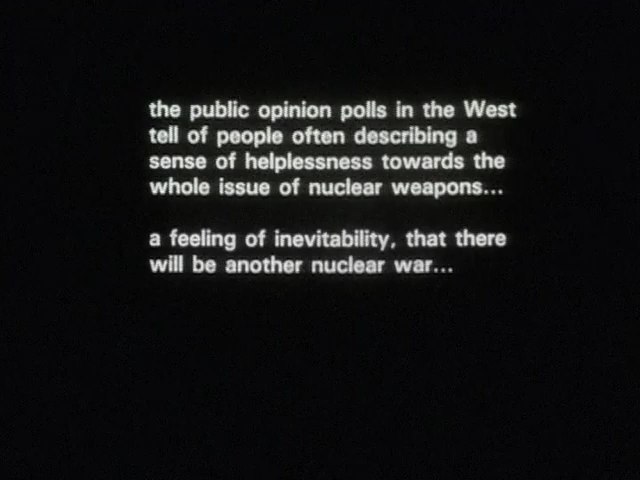 the public opinion polls in the West
tell of people often describing a
sense of helplessness towards the
whole issue of nuclear weapons...
a feeling of inevitability, that there
will be another nuclear war...